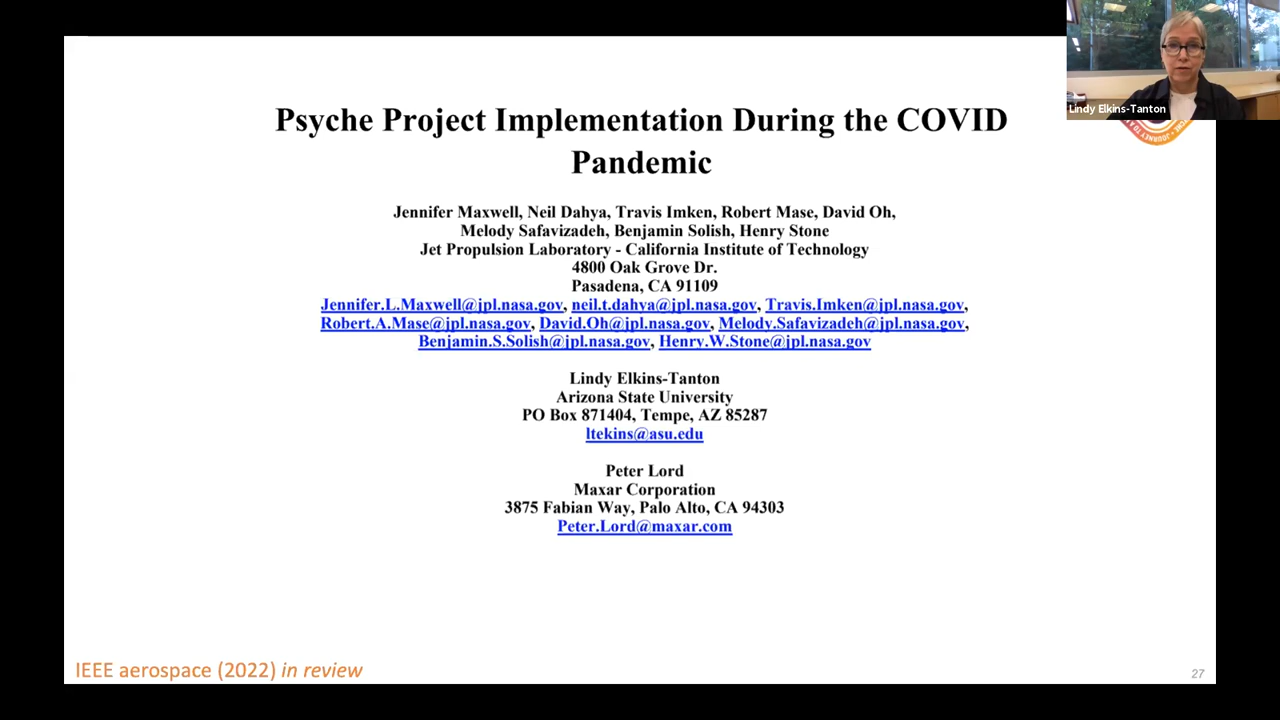 Lindy Elkins-Tanton
Psyche Project Implementation During the COVID
Pandemic
Jennifer Maxwell, Neil Dahya, Travis Imken, Robert Mase, David Oh,
Melody Safavizadeh, Benjamin Solish, Henry Stone
Jet Propulsion Laboratory - California Institute of Technology
4800 Oak Grove Dr.
Pasadena, CA 91109
Jennifer.L.Maxwell@jpl.nasa.gov, neil.t.dahya@jpl.nasa.gov, Travis.Imken@jpl.nasa.gov,
Robert.A.Mase@jpl.nasa.gov, David.Oh@jpl.nasa.gov, Melody.Safavizadeh@jpl.nasa.gov,
Benjamin.S.Solish@jpl.nasa.gov, Henry.W.Stone@jpl.nasa.gov
Lindy Elkins-Tanton
Arizona State University
PO Box 871404, Tempe, AZ 85287
ltekins@asu.edu
Peter Lord
Maxar Corporation
3875 Fabian Way, Palo Alto, CA 94303
Peter.Lord@maxar.com
IEEE aerospace (2022) in review
27